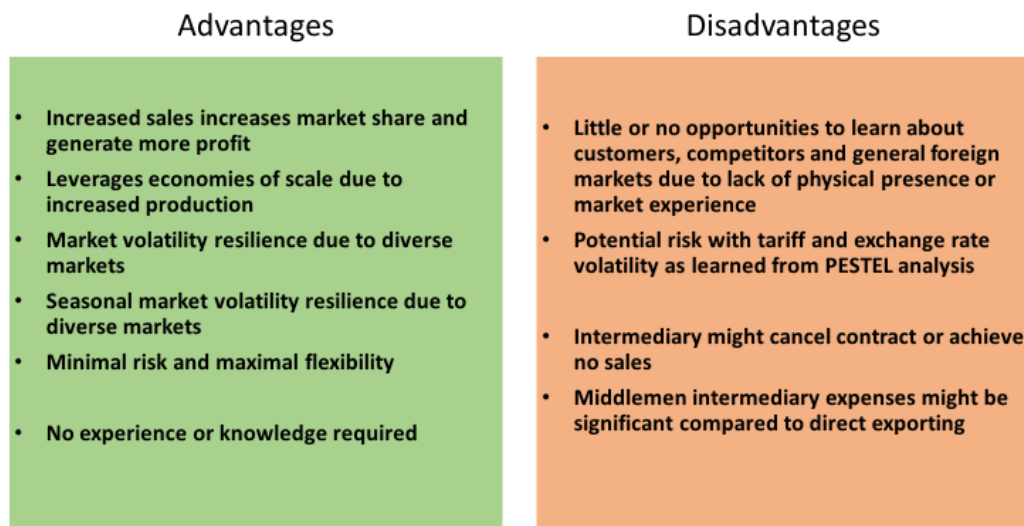 Advantages
• Increased sales increases market share and
generate more profit
• Leverages economies of scale due to
increased production
• Market volatility resilience due to diverse
markets
• Seasonal market volatility resilience due to
diverse markets
• Minimal risk and maximal flexibility
• No experience or knowledge required
Disadvantages
• Little or no opportunities to learn about
customers, competitors and general foreign
markets due to lack of physical presence or
market experience
• Potential risk with tariff and exchange rate
volatility as learned from PESTEL analysis
• Intermediary might cancel contract or achieve
no sales
• Middlemen intermediary expenses might be
significant compared to direct exporting